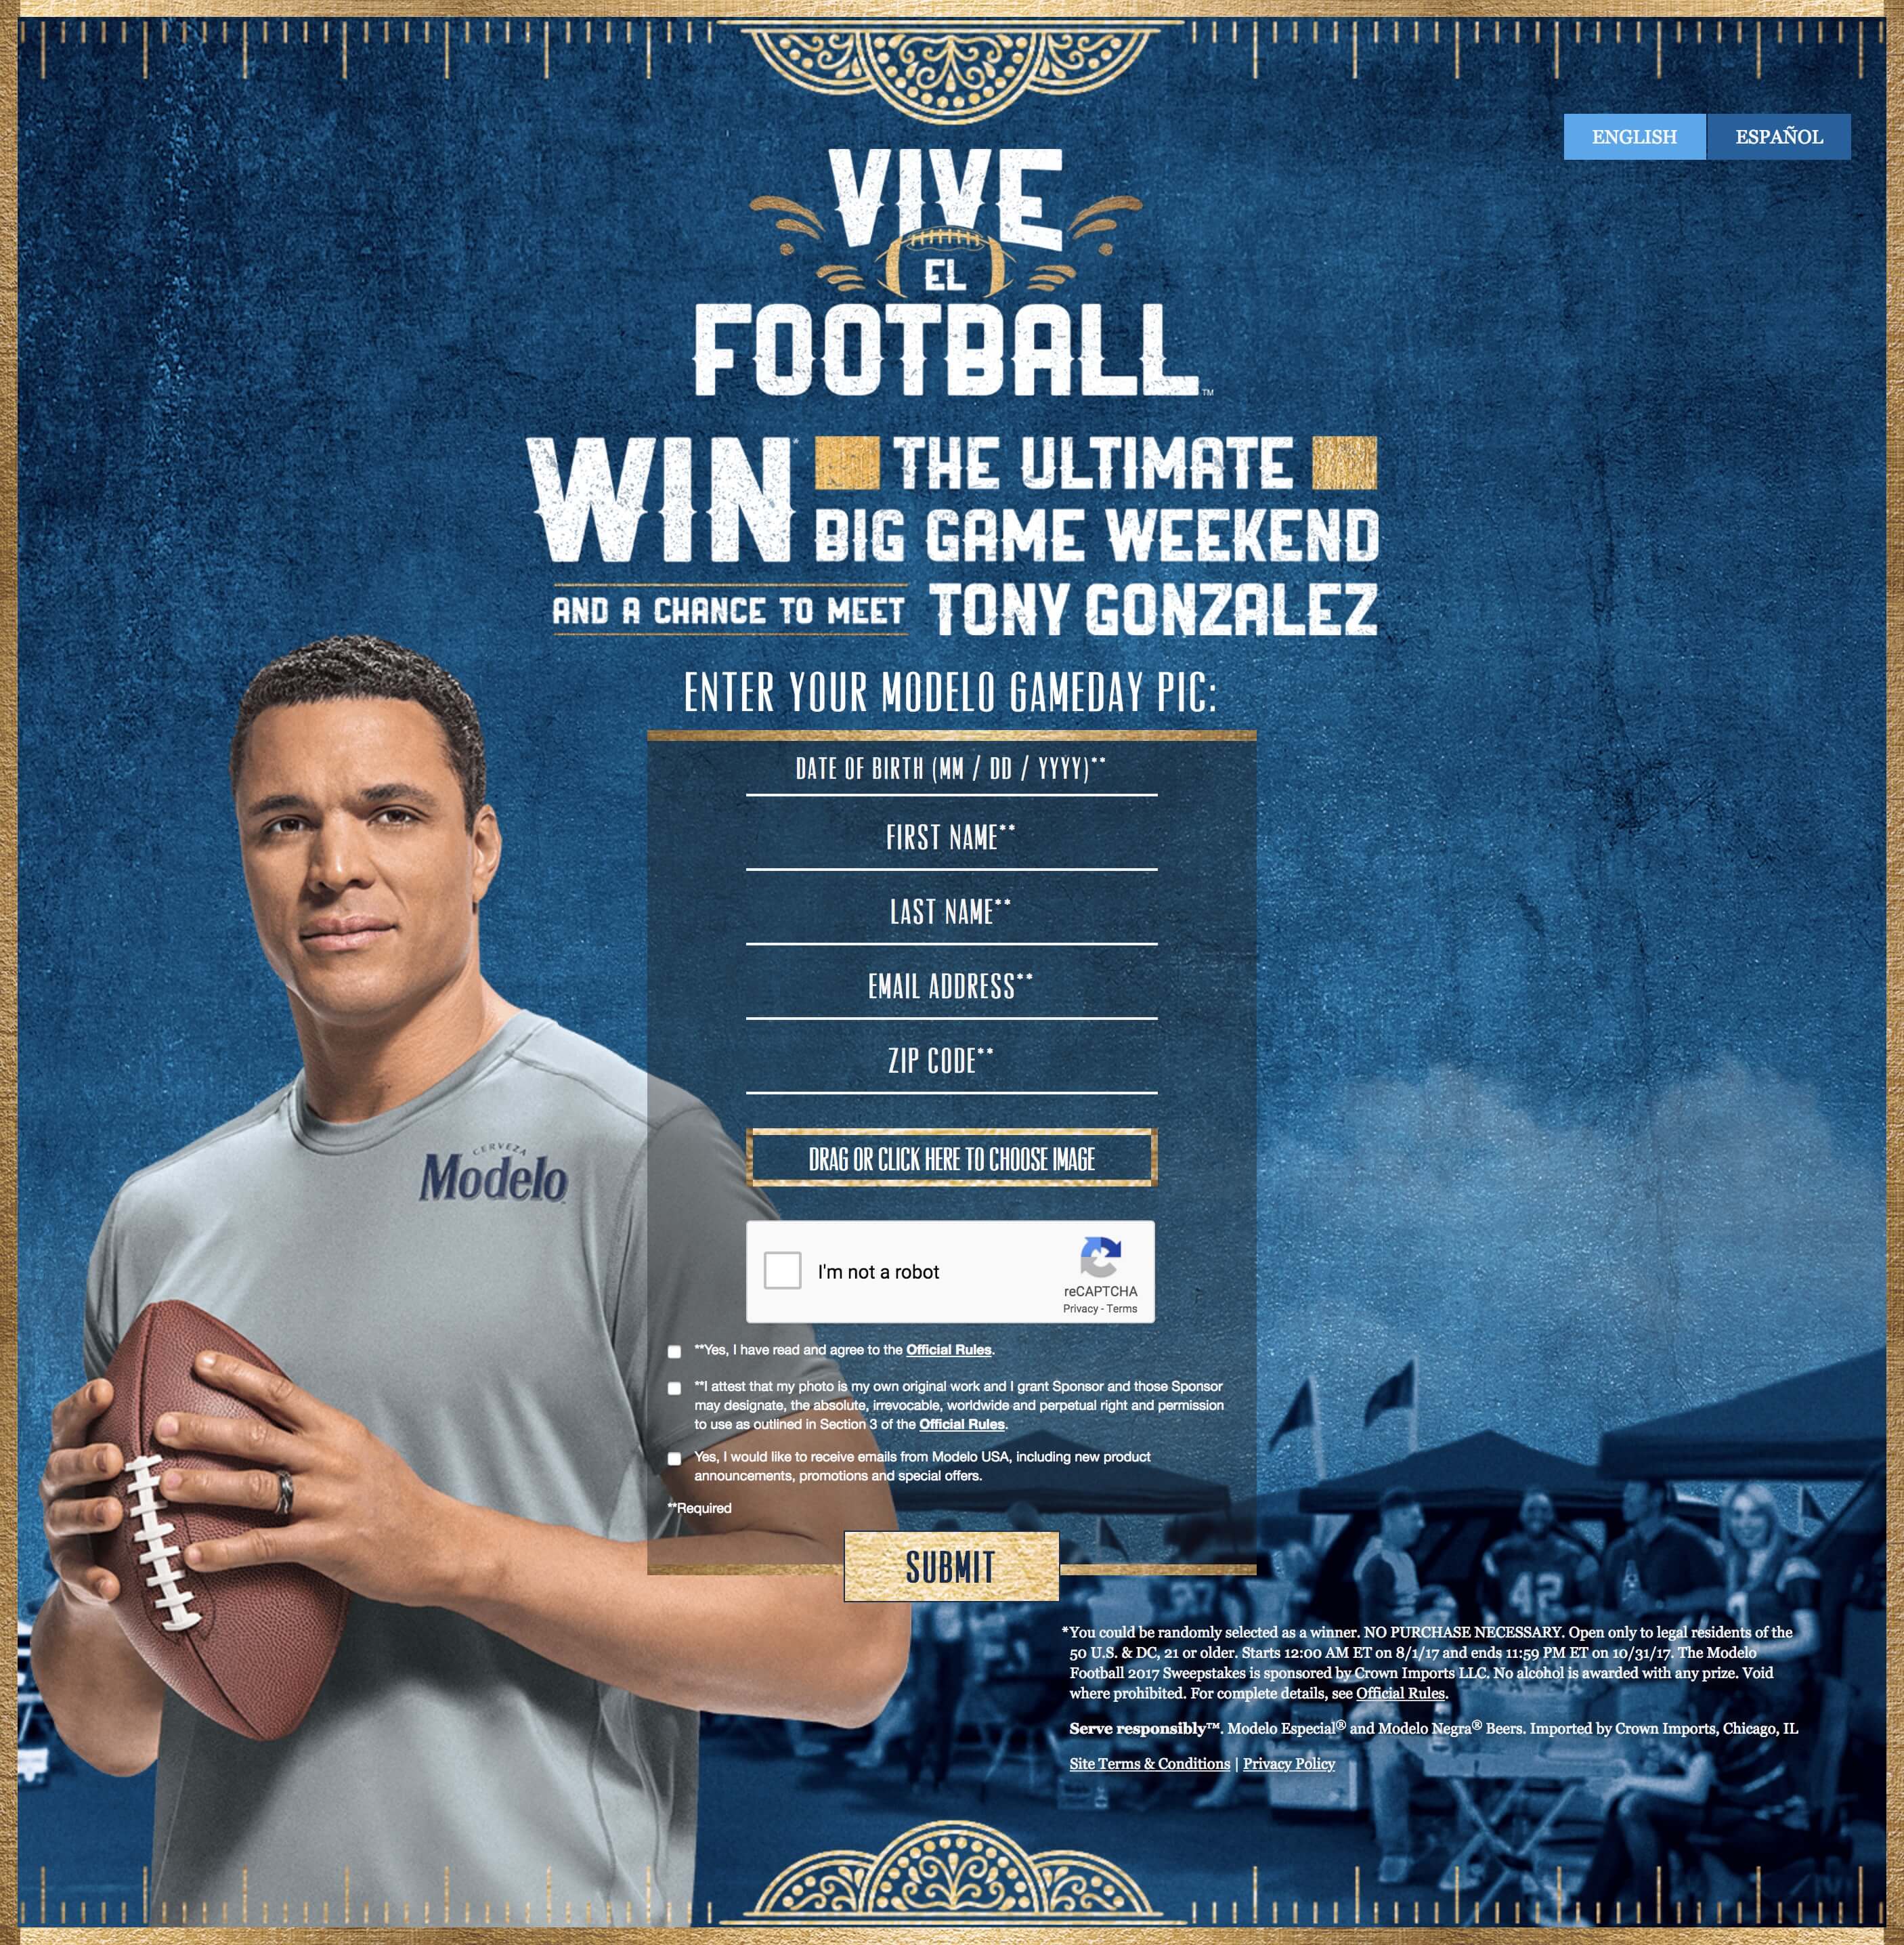 ENGLISH ESPAÑOL
VIVE
EL
FOOTBALL™
WIN* THE ULTIMATE
BIG GAME WEEKEND
AND A CHANCE TO MEET TONY GONZALEZ
ENTER YOUR MODELO GAMEDAY PIC:
DATE OF BIRTH (MM / DD / YYYY)**
FIRST NAME**
LAST NAME**
EMAIL ADDRESS**
ZIP CODE**
CERVEZA
Modelo
DRAG OR CLICK HERE TO CHOOSE IMAGE
I'm not a robot
reCAPTCHA
Privacy - Terms
**Yes, I have read and agree to the Official Rules.
**I attest that my photo is my own original work and I grant Sponsor and those Sponsor
may designate, the absolute, irrevocable, worldwide and perpetual right and permission
to use as outlined in Section 3 of the Official Rules.
Yes, I would like to receive emails from Modelo USA, including new product
announcements, promotions and special offers.
**Required
SUBMIT
42
*You could be randomly selected as a winner. NO PURCHASE NECESSARY. Open only to legal residents of the
50 U.S. & DC, 21 or older. Starts 12:00 AM ET on 8/1/17 and ends 11:59 PM ET on 10/31/17. The Modelo
Football 2017 Sweepstakes is sponsored by Crown Imports LLC. No alcohol is awarded with any prize. Void
where prohibited. For complete details, see Official Rules.
Serve responsibly™. Modelo Especial® and Modelo Negra® Beers. Imported by Crown Imports, Chicago, IL
Site Terms & Conditions | Privacy Policy